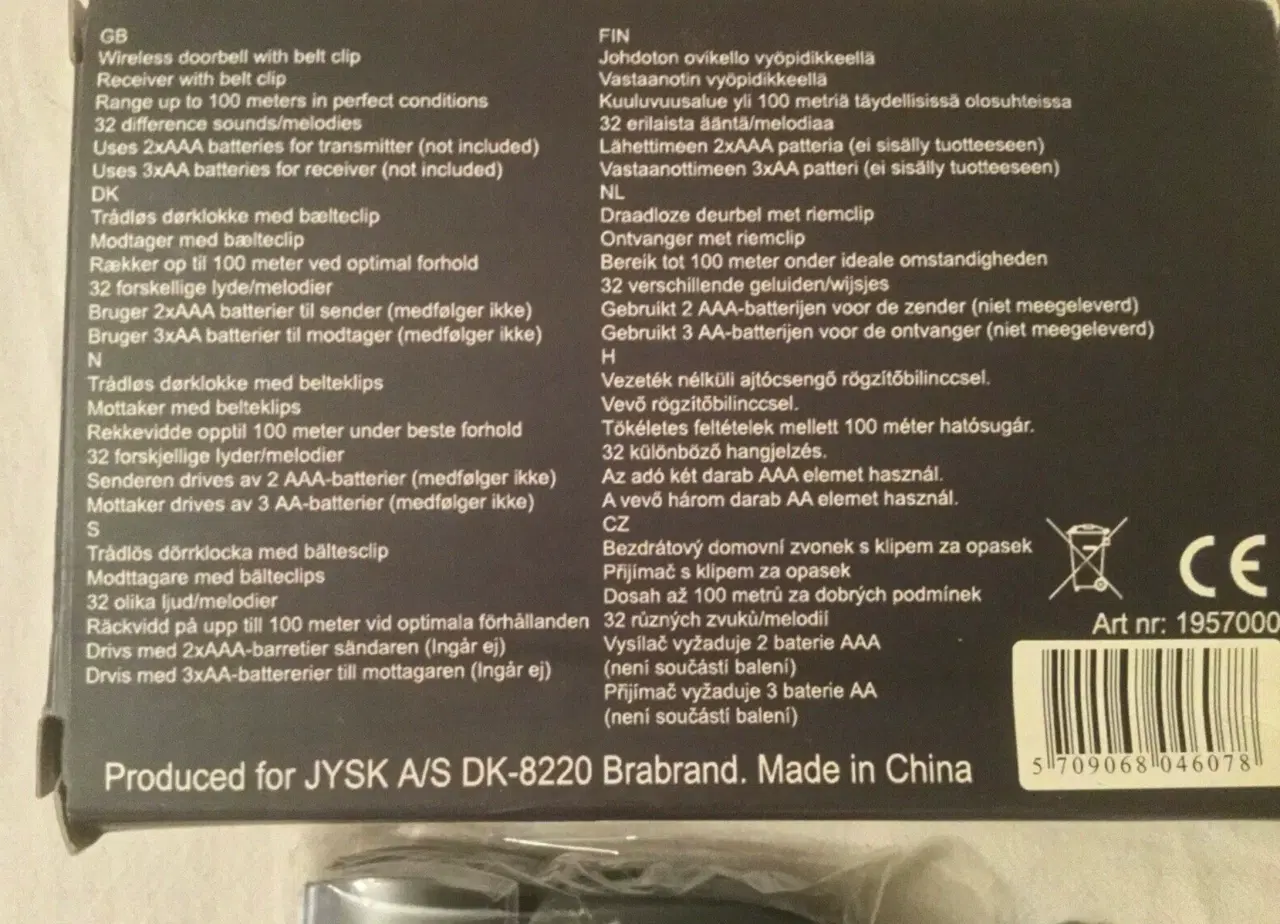 GB
Wireless doorbell with belt clip
Receiver with belt clip
Range up to 100 meters in perfect conditions
32 difference sounds/melodies
Uses 2xAAA batteries for transmitter (not included)
Uses 3xAA batteries for receiver (not included)
DK
Trådløs dørklokke med bælteclip
Modtager med bælteclip
Rækker op til 100 meter ved optimal forhold
32 forskellige lyde/melodier
Bruger 2xAAA batterier til sender (medfølger ikke)
Bruger 3xAA batterier til modtager (medfølger ikke)
N
Trådløs dørklokke med belteklips
Mottaker med belteklips
Rekkevidde opptil 100 meter under beste forhold
32 forskjellige lyder/melodier
Senderen drives av 2 AAA-batterier (medfølger ikke)
Mottaker drives av 3 AA-batterier (medfølger ikke)
S
Trådlös dörrklocka med bältesclip
Modttagare med bälteclips
32 olika ljud/melodier
Räckvidd på upp till 100 meter vid optimala förhållanden
Drivs med 2xAAA-barretier sändaren (Ingår ej)
Drvis med 3xAA-battererier till mottagaren (Ingår ej)
FIN
Johdoton ovikello vyöpidikkeellä
Vastaanotin vyöpidikkeellä
Kuuluvuusalue yli 100 metriä täydellisissä olosuhteissa
32 erilaista ääntä/melodiaa
Lähettimeen 2xAAA patteria (ei sisälly tuotteeseen)
Vastaanottimeen 3xAA patteri (ei sisälly tuotteeseen)
NL
Draadloze deurbel met riemclip
Ontvanger met riemclip
Bereik tot 100 meter onder ideale omstandigheden
32 verschillende geluiden/wijsjes
Gebruikt 2 AAA-batterijen voor de zender (niet meegeleverd)
Gebruikt 3 AA-batterijen voor de ontvanger (niet meegeleverd)
H
Vezeték nélküli ajtócsengő rögzítőbilinccsel.
Vevő rögzítőbilinccsel.
Tökéletes feltételek mellett 100 méter hatósugár.
32 különböző hangjelzés.
Az adó két darab AAA elemet használ.
A vevő három darab AA elemet használ.
CZ
Bezdrátový domovní zvonek s klipem za opasek
Přijímač s klipem za opasek
Dosah až 100 metrů za dobrých podmínek
32 různých zvuků/melodií
Vysílač vyžaduje 2 baterie AAA
(není součástí balení)
Přijímač vyžaduje 3 baterie AA
(není součástí balení)
CE
Art nr: 1957000
5 709068 046078
Produced for JYSK A/S DK-8220 Brabrand. Made in China